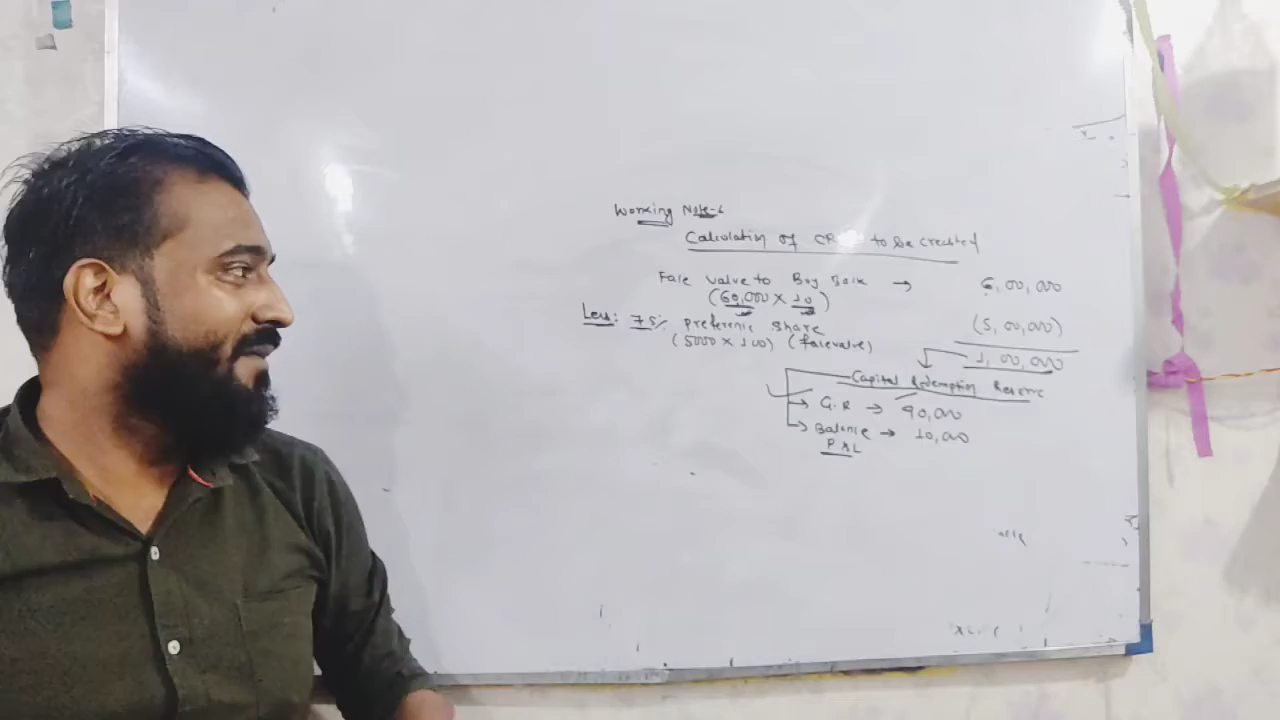 Working Note-6
Calculation of CRR to be created
Face value to Buy Back → 6,00,000
(60,000 X 10)
Less: 7.5% preference share (5,00,000)
(5000 X 100) (facevalue) 1,00,000
Capital Redemption Reserve
G.R → 90,000
Balance → 10,000
P & L